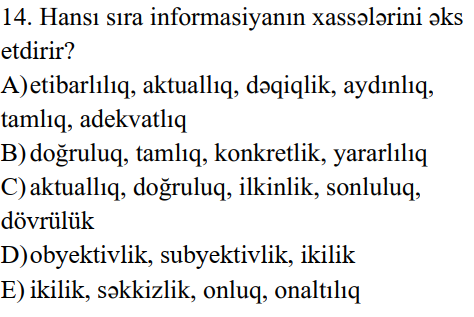 14. Hansı sıra informasiyanın xassələrini əks
etdirir?
A)etibarlılıq, aktuallıq, dəqiqlik, aydınlıq,
tamlıq, adekvatlıq
B)doğruluq, tamlıq, konkretlik, yararlılıq
C)aktuallıq, doğruluq, ilkinlik, sonluluq,
dövrülük
D)obyektivlik, subyektivlik, ikilik
E) ikilik, səkkizlik, onluq, onaltılıq